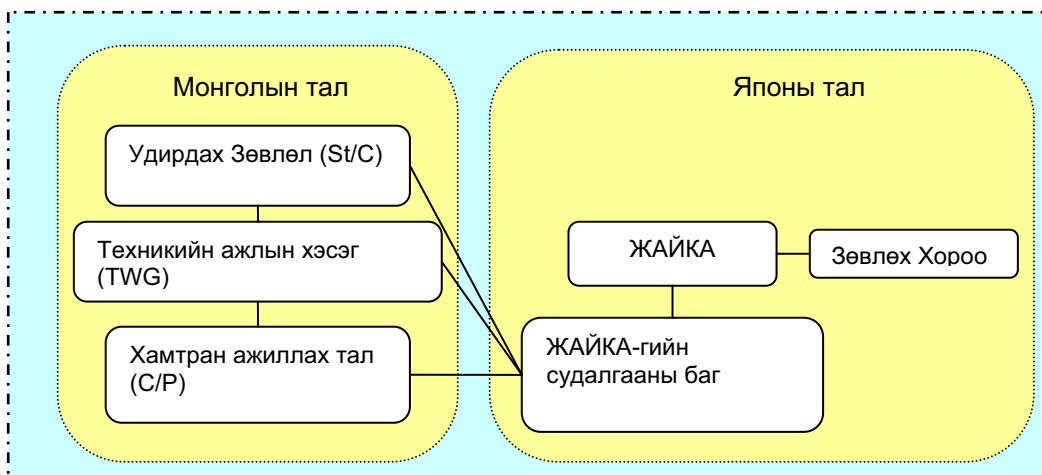 Монголын тал
Удирдах Зөвлөл (St/C)
Техникийн ажлын хэсэг
(TWG)
Хамтран ажиллах тал
(C/P)
Японы тал
ЖАЙКА
Зөвлөх Хороо
ЖАЙКА-гийн
судалгааны баг